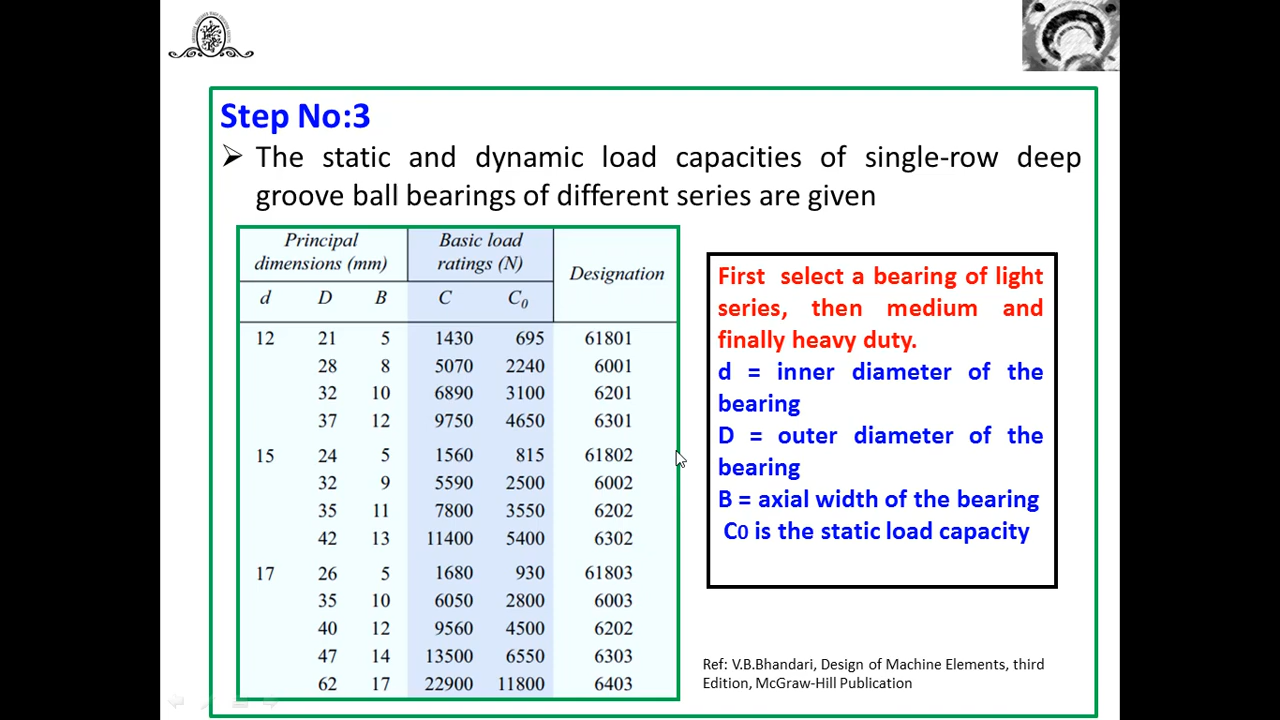 Step No:3
➢ The static and dynamic load capacities of single-row deep
groove ball bearings of different series are given
Principal Basic load
dimensions (mm) ratings (N) Designation
d D B C C₀
12 21 5 1430 695 61801
28 8 5070 2240 6001
32 10 6890 3100 6201
37 12 9750 4650 6301
15 24 5 1560 815 61802
32 9 5590 2500 6002
35 11 7800 3550 6202
42 13 11400 5400 6302
17 26 5 1680 930 61803
35 10 6050 2800 6003
40 12 9560 4500 6202
47 14 13500 6550 6303
62 17 22900 11800 6403
First select a bearing of light
series, then medium and
finally heavy duty.
d = inner diameter of the
bearing
D = outer diameter of the
bearing
B = axial width of the bearing
C0 is the static load capacity
Ref: V.B.Bhandari, Design of Machine Elements, third
Edition, McGraw-Hill Publication